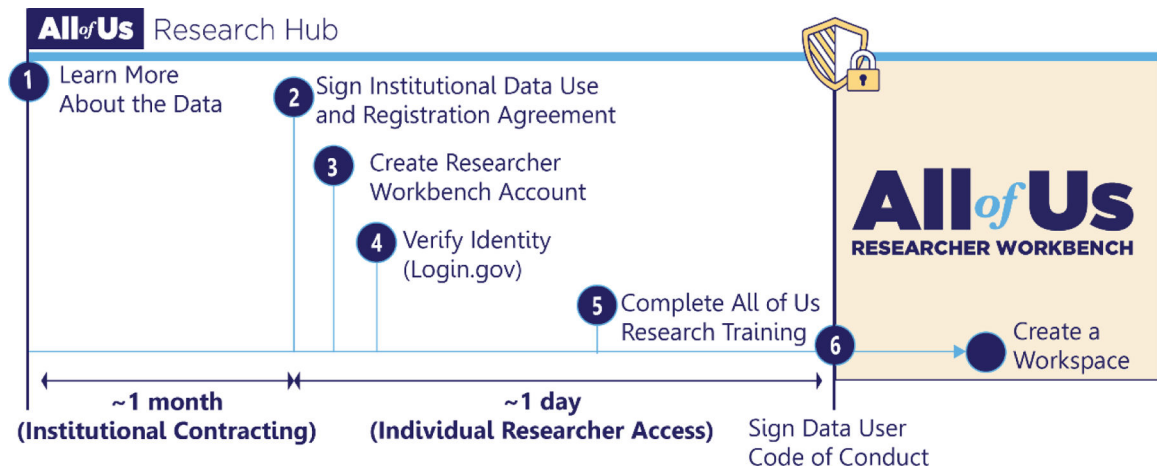 All of Us Research Hub
1
Learn More
About the Data
2
Sign Institutional Data Use
and Registration Agreement
3
Create Researcher
Workbench Account
4
Verify Identity
(Login.gov)
5
Complete All of Us
Research Training
6
All of Us
RESEARCHER WORKBENCH
Create a
Workspace
~1 month
(Institutional Contracting)
~1 day
(Individual Researcher Access)
Sign Data User
Code of Conduct